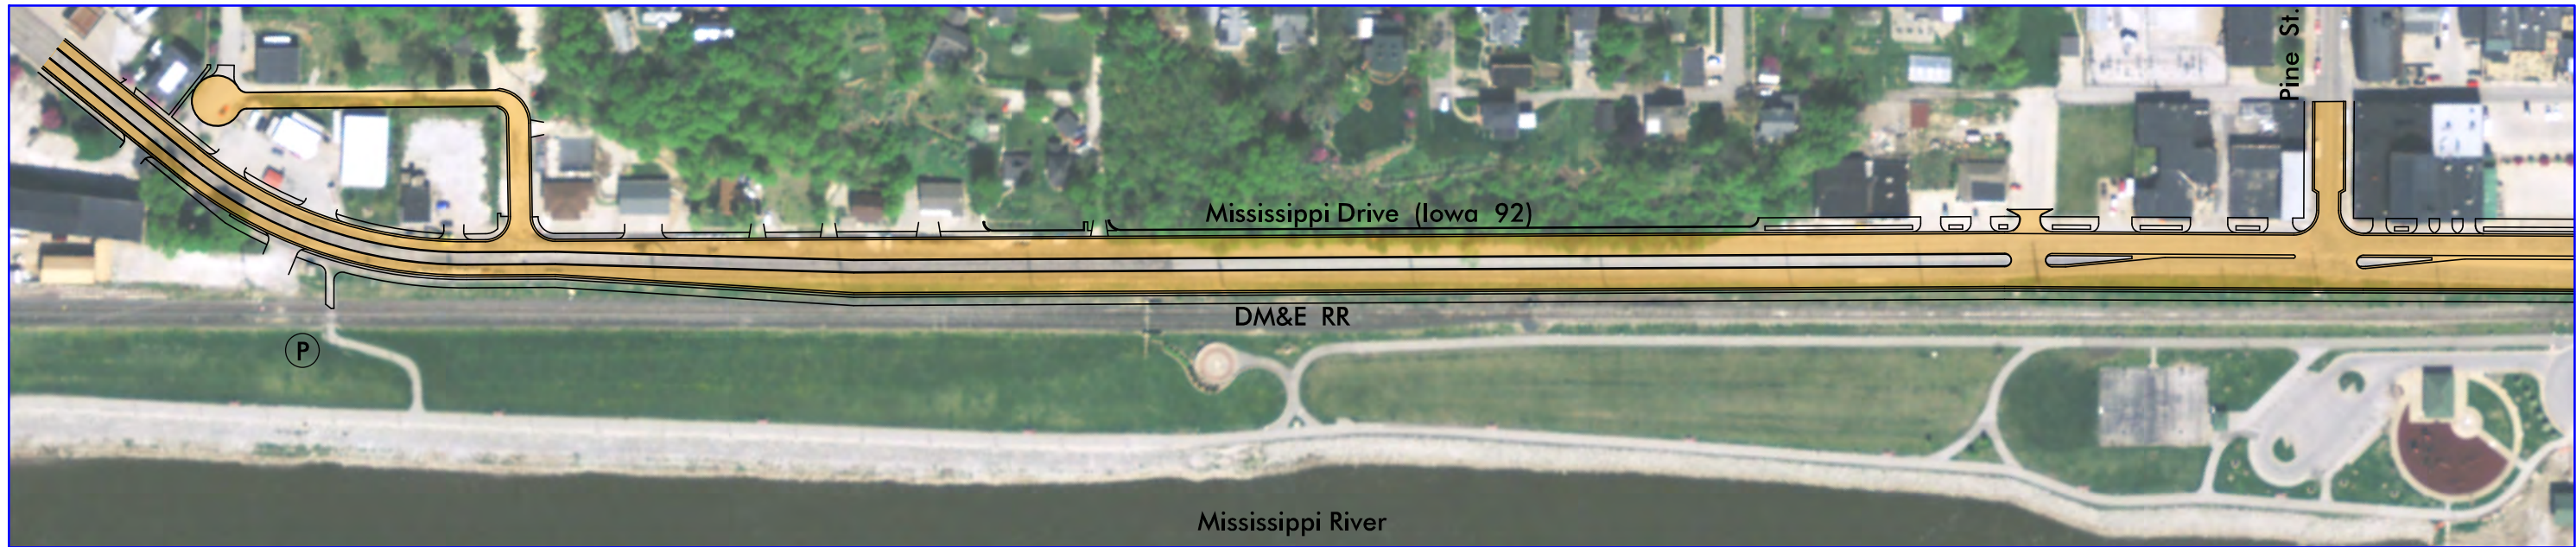 Pine St.
Mississippi Drive (Iowa 92)
DM&E RR
P
Mississippi River